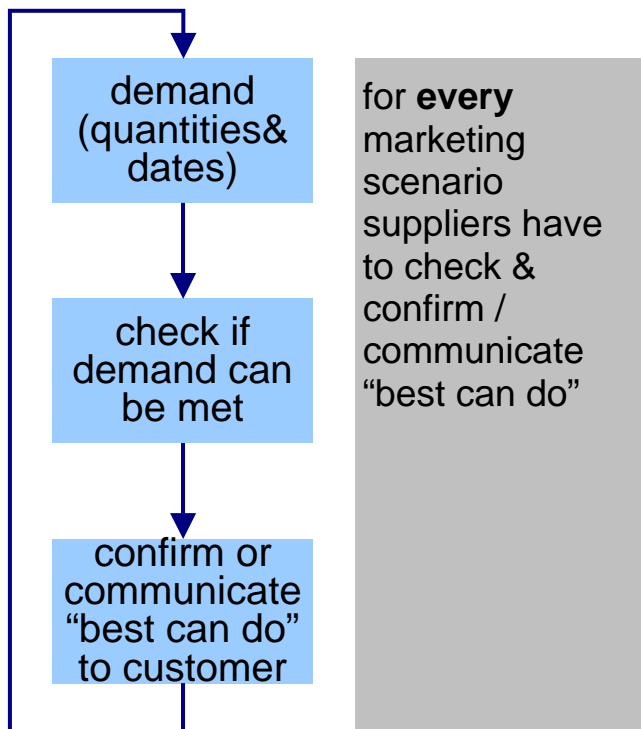 demand
(quantities&
dates)
check if
demand can
be met
confirm or
communicate
“best can do”
to customer
for every
marketing
scenario
suppliers have
to check &
confirm /
communicate
“best can do”